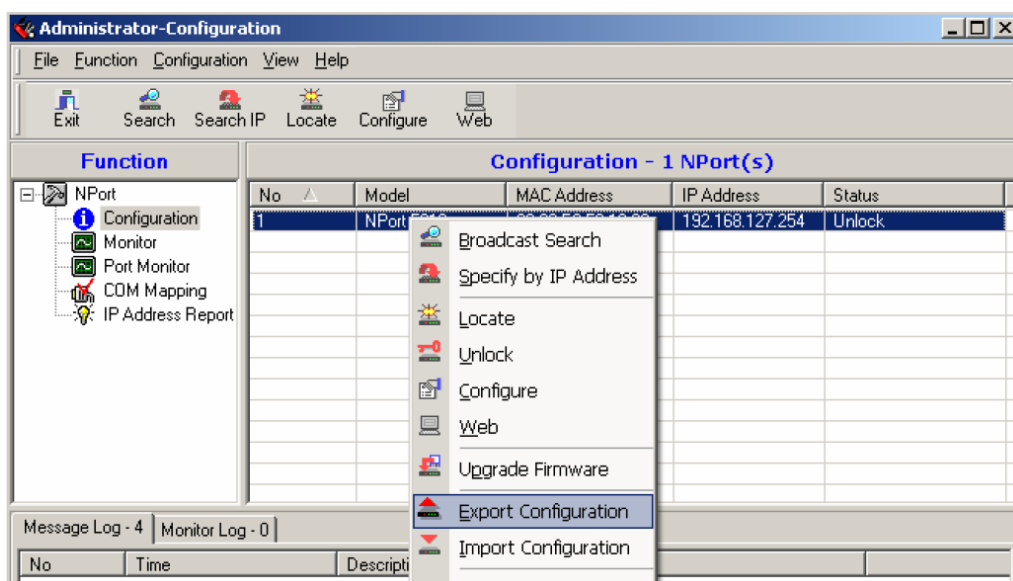 Administrator-Configuration
File Function Configuration View Help
Exit Search Search IP Locate Configure Web
Function
Configuration - 1 NPort(s)
NPort
Configuration
Monitor
Port Monitor
COM Mapping
IP Address Report
No Model MAC Address IP Address Status
1 NPort 192.168.127.254 Unlock
Broadcast Search
Specify by IP Address
Locate
Unlock
Configure
Web
Upgrade Firmware
Export Configuration
Import Configuration
Message Log - 4 Monitor Log - 0
No Time Descripti